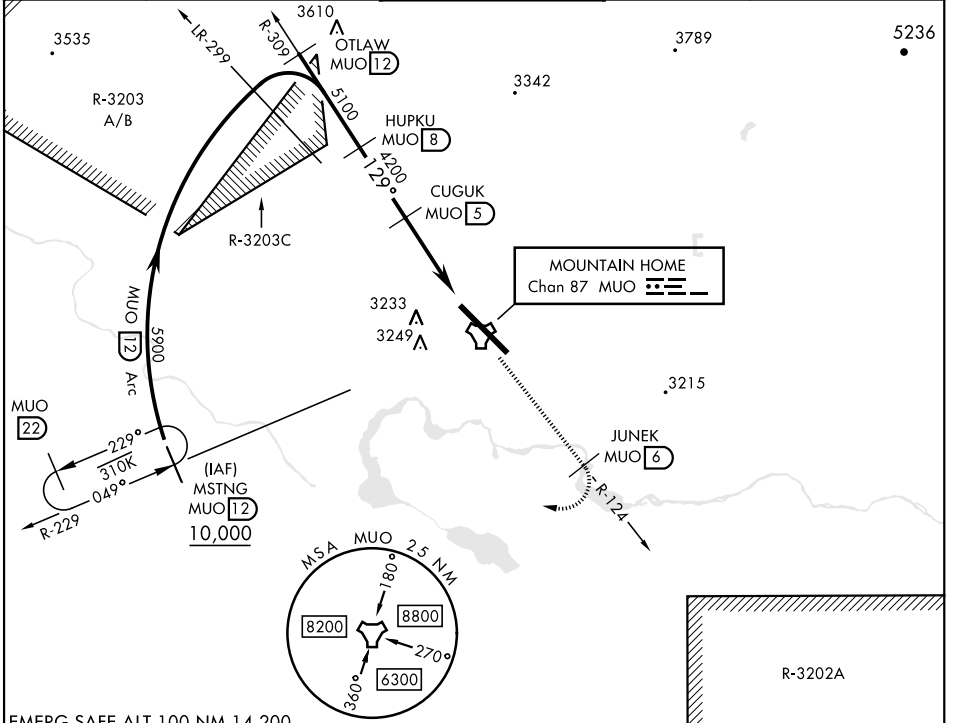 3610
3535
R-309
LR-299
OTLAW
MUO 12
3789
5236
3342
R-3203
A/B
5100
HUPKU
MUO 8
4200
129°
CUGUK
MUO 5
R-3203C
MOUNTAIN HOME
Chan 87 MUO
MUO 12 Arc
5900
3233
3249
3215
MUO
22
229°
310K
049°
R-229
(IAF)
MSTNG
MUO 12
10,000
JUNEK
MUO 6
R-124
MSA MUO 25 NM
180°
8200
8800
270°
6300
360°
R-3202A
EMERG SAFE ALT 100 NM 14,200